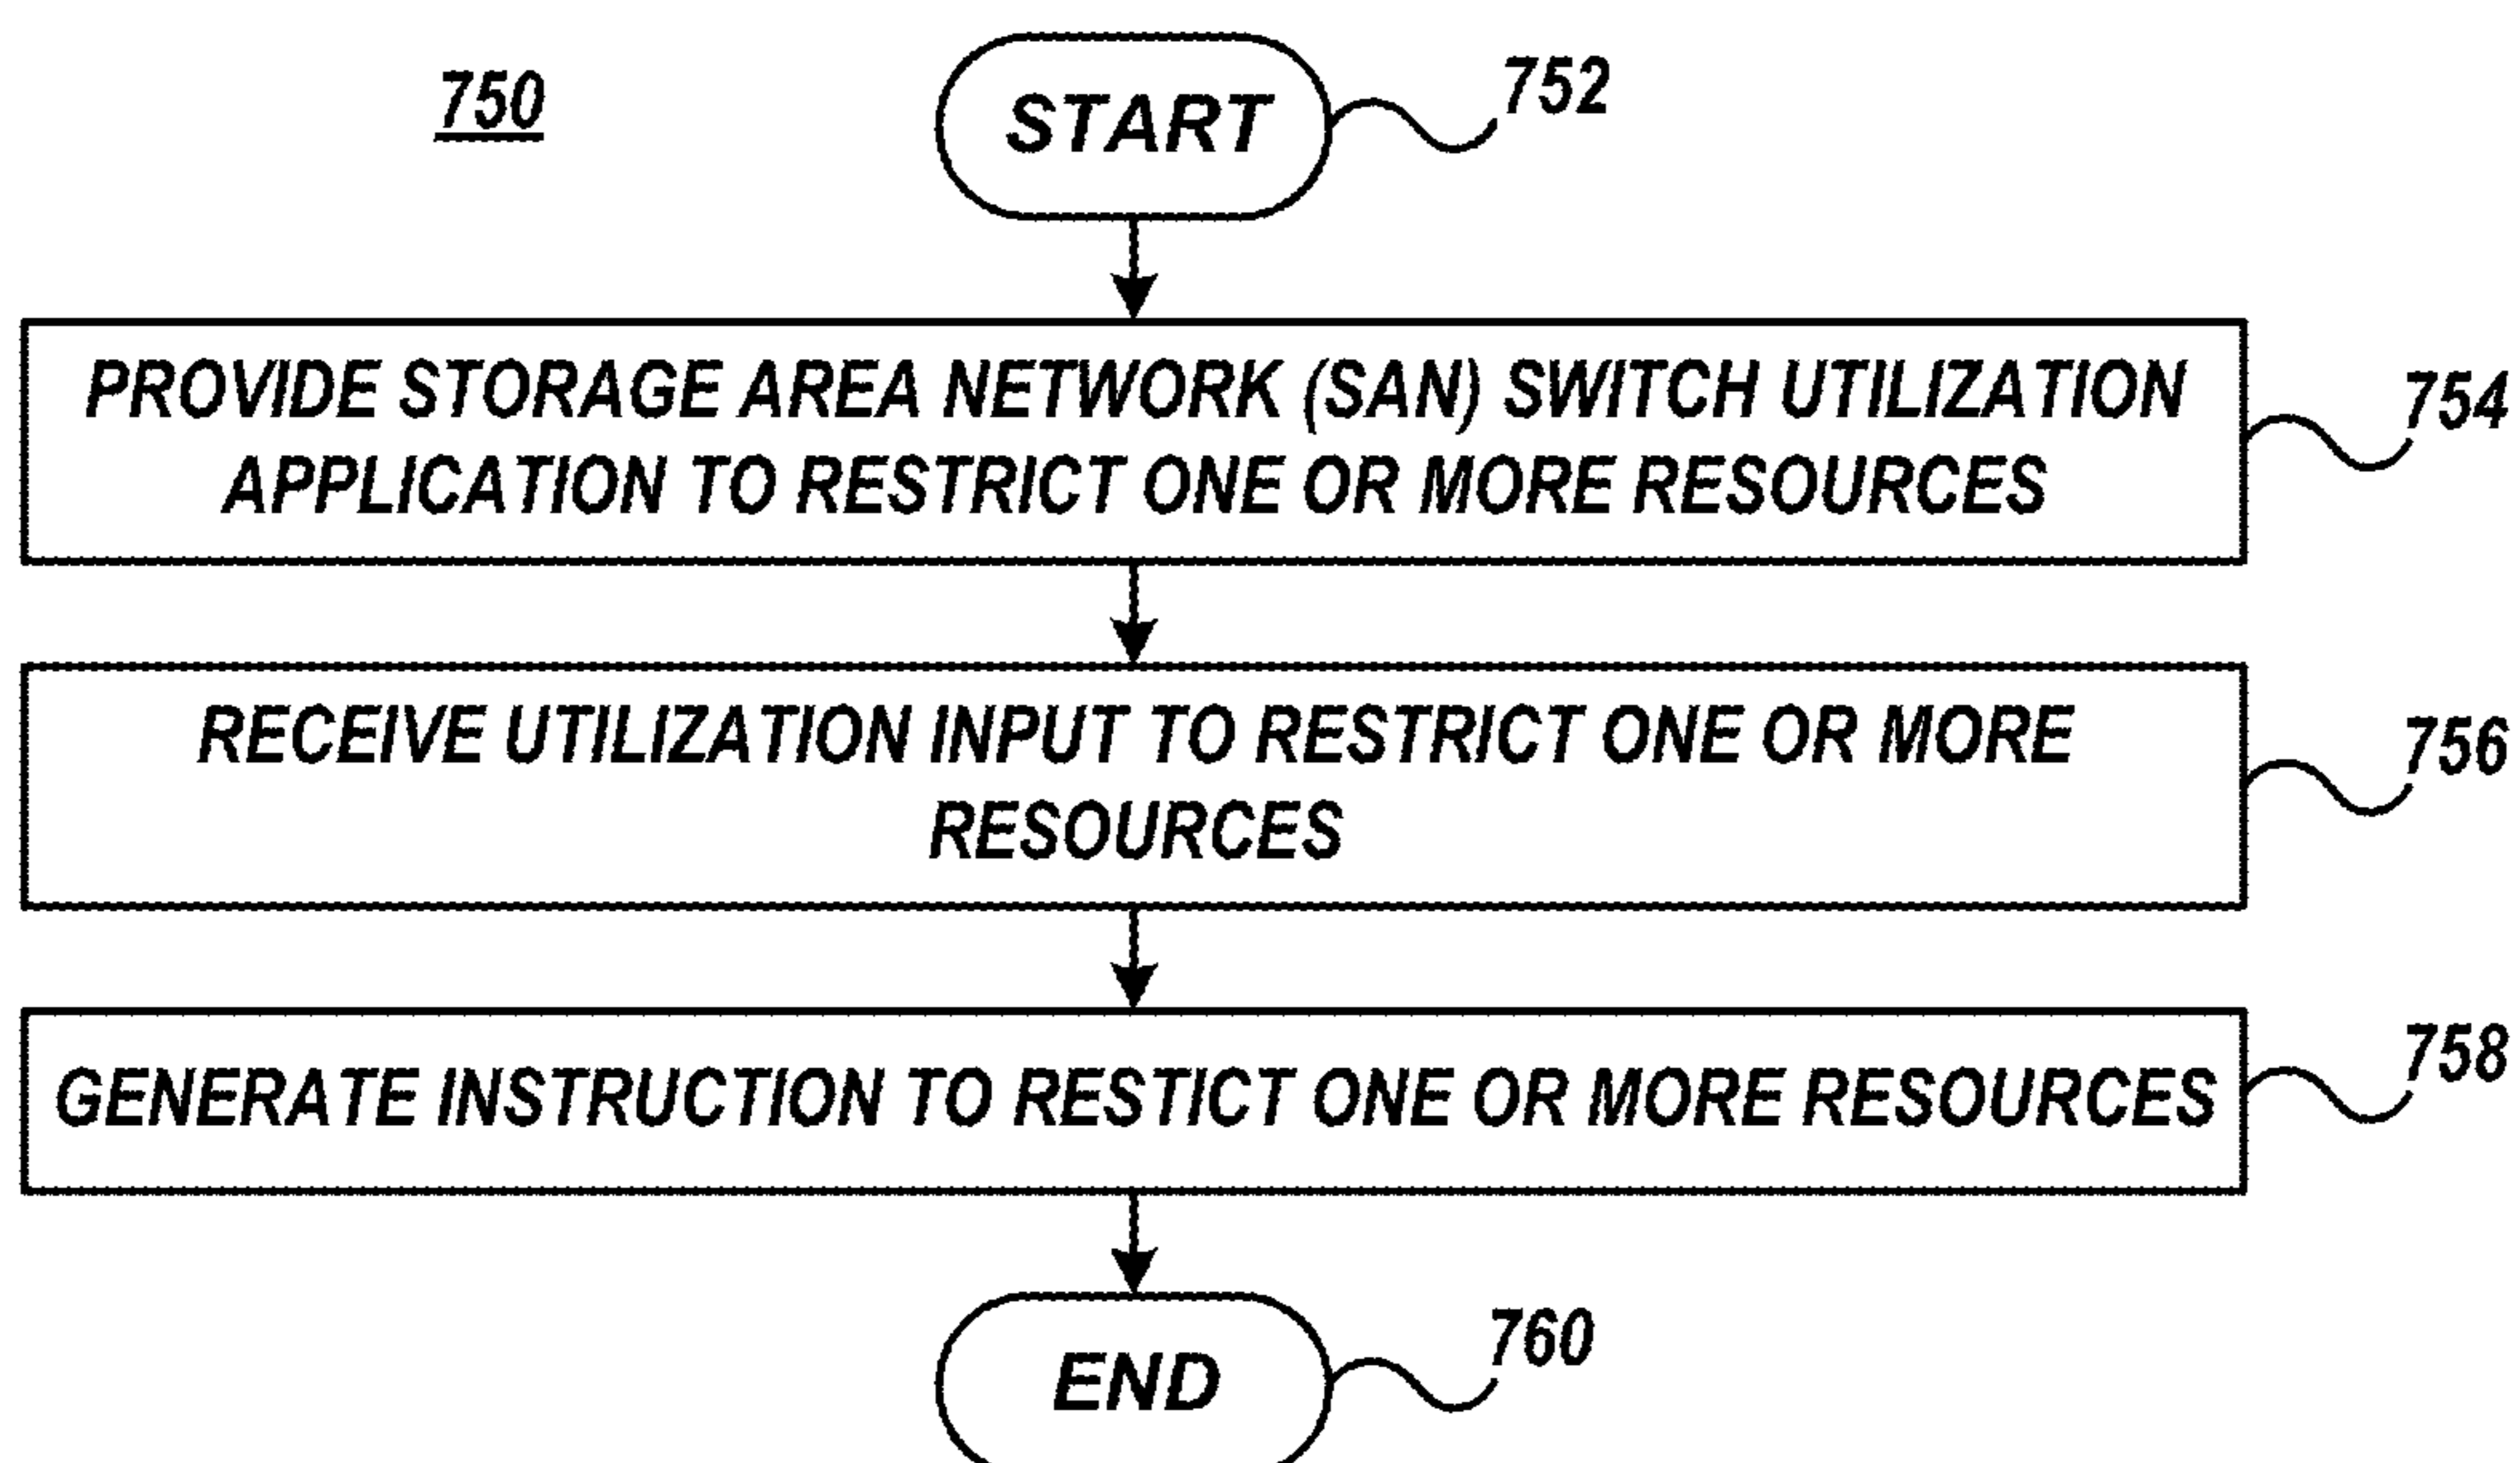 750
START
752
PROVIDE STORAGE AREA NETWORK (SAN) SWITCH UTILIZATION
APPLICATION TO RESTRICT ONE OR MORE RESOURCES
754
RECEIVE UTILIZATION INPUT TO RESTRICT ONE OR MORE
RESOURCES
756
GENERATE INSTRUCTION TO RESTICT ONE OR MORE RESOURCES
758
END
760